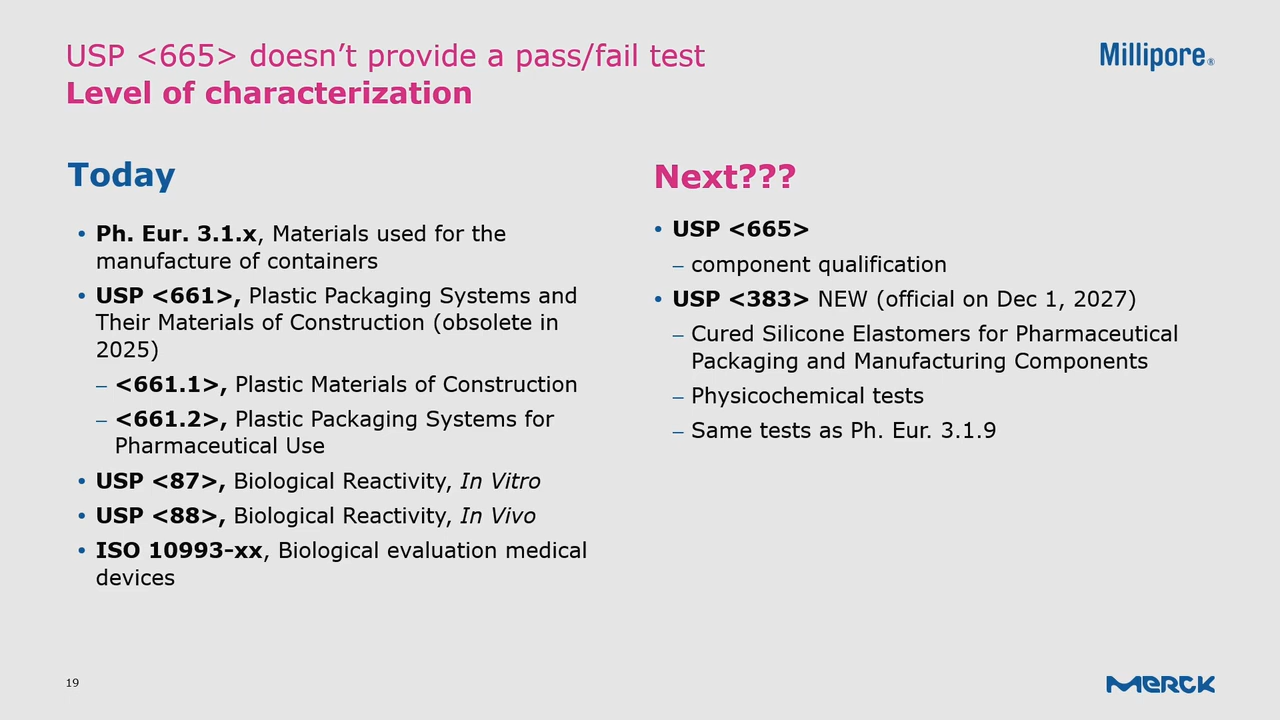 USP <665> doesn’t provide a pass/fail test
Level of characterization
Millipore®
Today
• Ph. Eur. 3.1.x, Materials used for the
manufacture of containers
• USP <661>, Plastic Packaging Systems and
Their Materials of Construction (obsolete in
2025)
– <661.1>, Plastic Materials of Construction
– <661.2>, Plastic Packaging Systems for
Pharmaceutical Use
• USP <87>, Biological Reactivity, In Vitro
• USP <88>, Biological Reactivity, In Vivo
• ISO 10993-xx, Biological evaluation medical
devices
Next???
• USP <665>
– component qualification
• USP <383> NEW (official on Dec 1, 2027)
– Cured Silicone Elastomers for Pharmaceutical
Packaging and Manufacturing Components
– Physicochemical tests
– Same tests as Ph. Eur. 3.1.9
19
MERCK